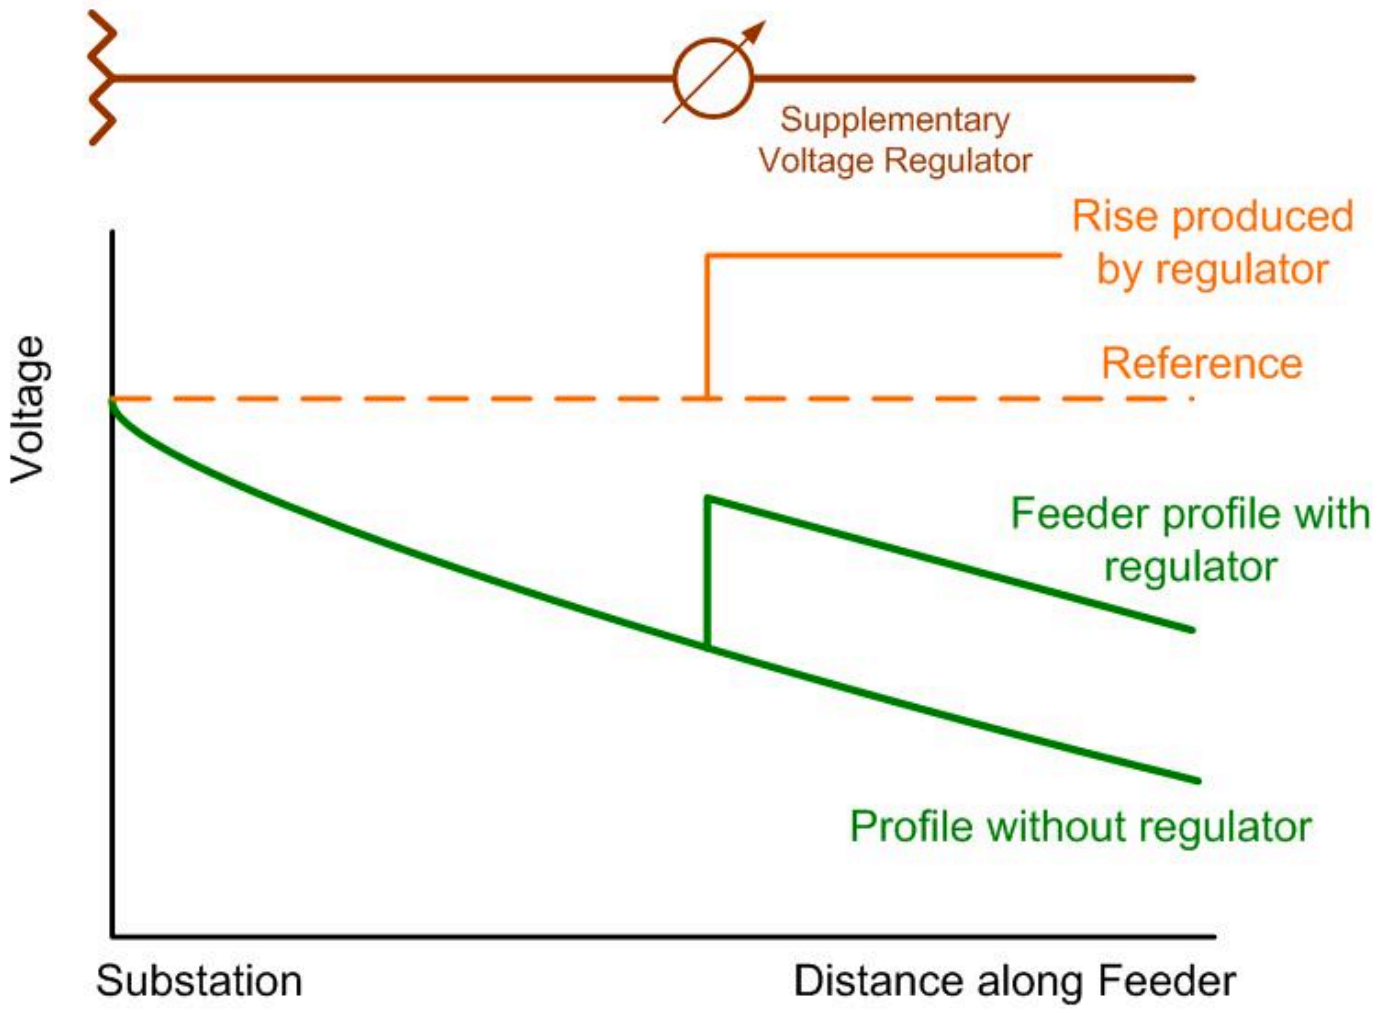 Supplementary
Voltage Regulator
Rise produced
by regulator
Reference
Voltage
Feeder profile with
regulator
Profile without regulator
Substation
Distance along Feeder